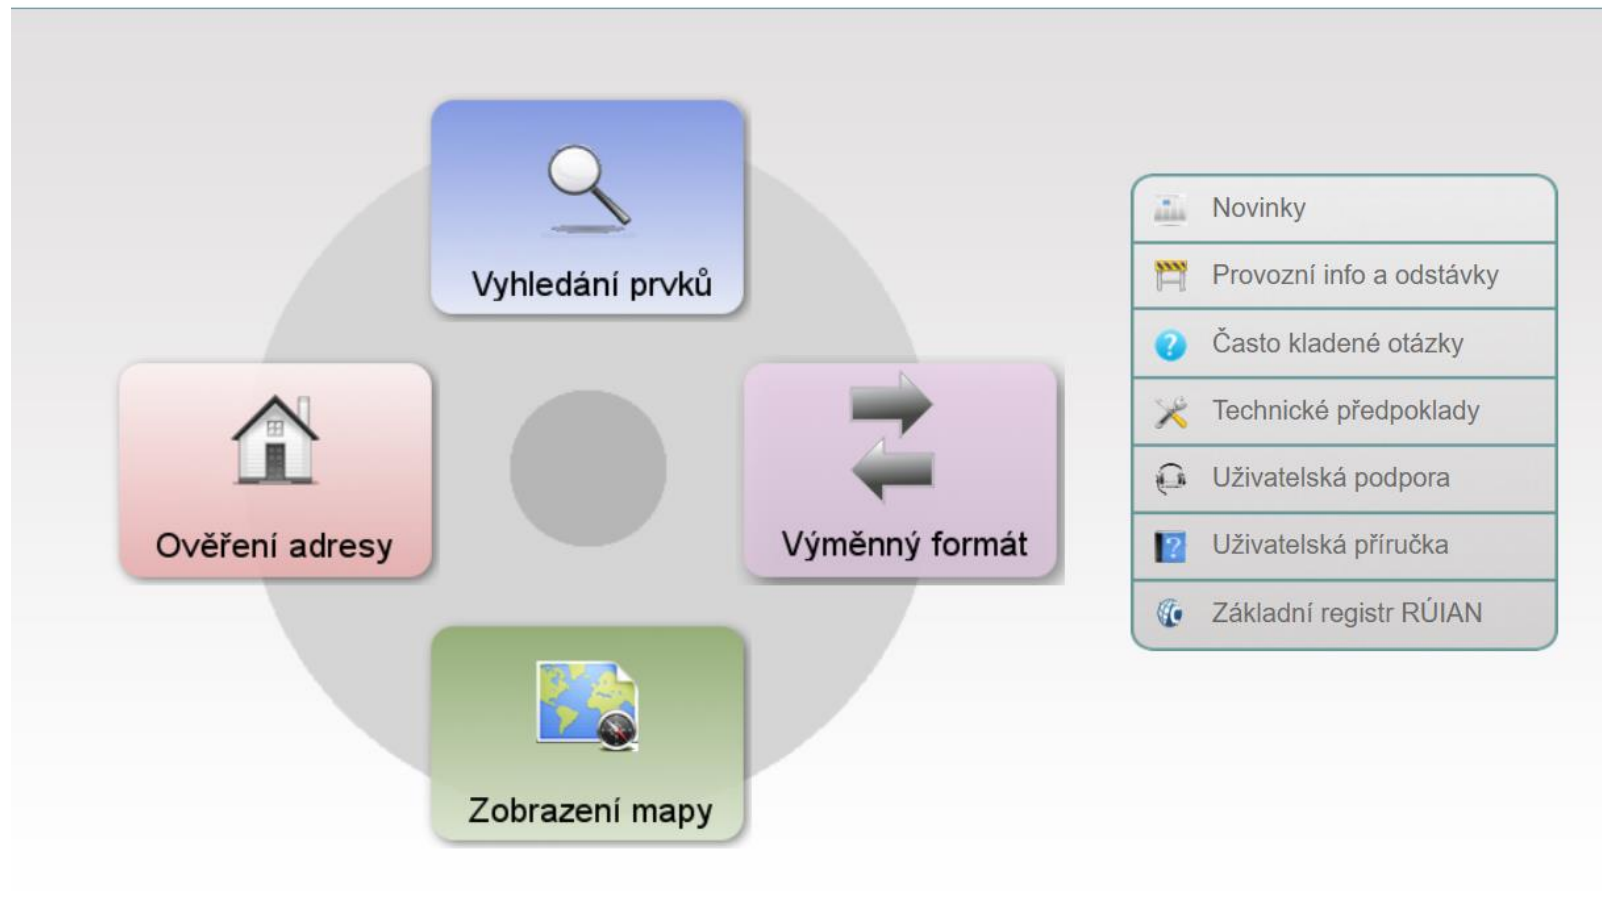 Vyhledání prvků
Ověření adresy
Výměnný formát
Zobrazení mapy
Novinky
Provozní info a odstávky
Často kladené otázky
Technické předpoklady
Uživatelská podpora
Uživatelská příručka
Základní registr RÚIAN